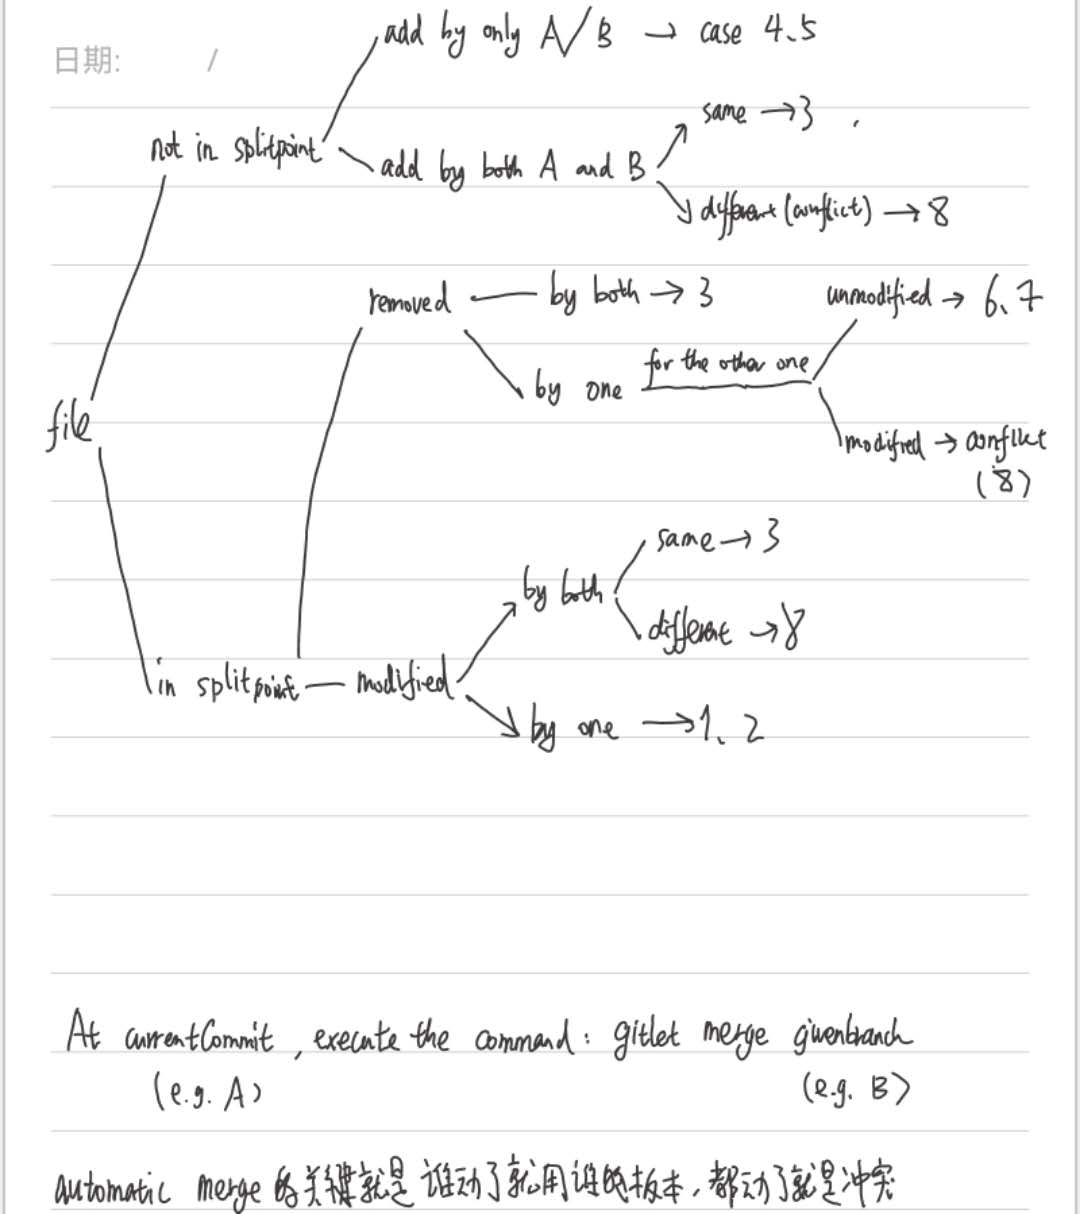 add by only A/B → case 4、5
日期: /
same → 3
not in splitpoint
add by both A and B
different (conflict) → 8
removed — by both → 3
unmodified → 6、7
for the other one
by one
file
modified → conflict
(8)
same → 3
by both
different → 8
in splitpoint — modified
by one → 1、2
At currentCommit , execute the command : gitlet merge givenbranch
(e.g. A) (e.g. B)
automatic merge 的关键就是 谁动了就用谁的板本，都动了就是冲突